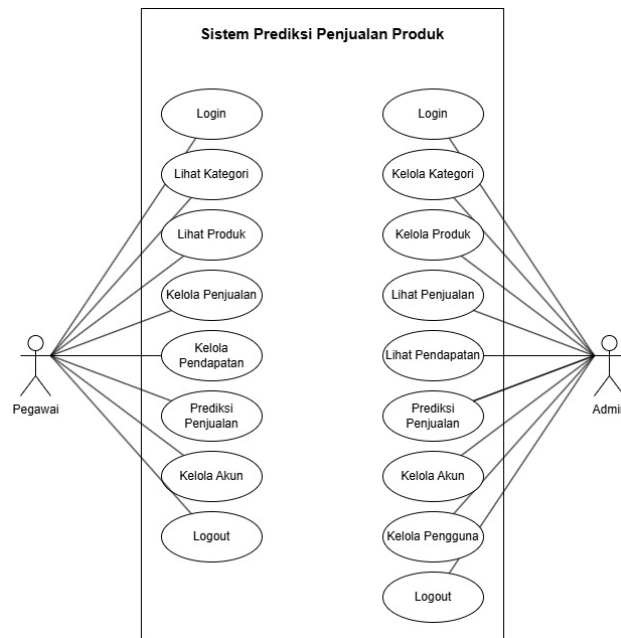 Sistem Prediksi Penjualan Produk
Login
Lihat Kategori
Lihat Produk
Kelola Penjualan
Kelola
Pendapatan
Prediksi
Penjualan
Kelola Akun
Logout
Pegawai
Login
Kelola Kategori
Kelola Produk
Lihat Penjualan
Lihat Pendapatan
Prediksi
Penjualan
Kelola Akun
Kelola Pengguna
Logout
Admin